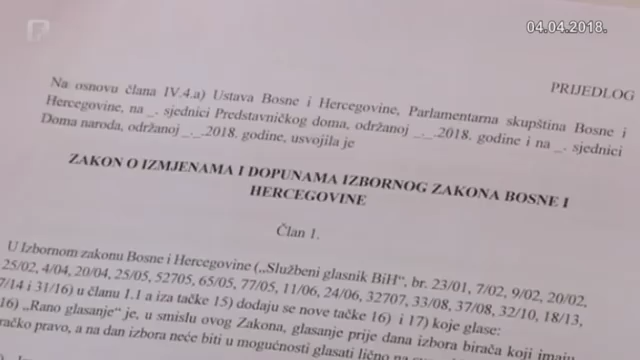 04.04.2018.
PRIJEDLOG
Na osnovu člana IV.4.a) Ustava Bosne i Hercegovine, Parlamentarna skupština Bosne i
Hercegovine, na _. sjednici Predstavničkog doma, održanoj _._.2018. godine i na _. sjednici
Doma naroda, održanoj _._.2018. godine, usvojila je
ZAKON O IZMJENAMA I DOPUNAMA IZBORNOG ZAKONA BOSNE I
HERCEGOVINE
Član 1.
U Izbornom zakonu Bosne i Hercegovine („Službeni glasnik BiH“, br. 23/01, 7/02, 9/02, 20/02,
25/02, 4/04, 20/04, 25/05, 52705, 65/05, 77/05, 11/06, 24/06, 32707, 33/08, 37/08, 32/10, 18/13,
7/14 i 31/16) u članu 1.1 a iza tačke 15) dodaju se nove tačke 16) i 17) koje glase:
16) „Rano glasanje“ je, u smislu ovog Zakona, glasanje prije dana izbora birača koji imaju
račko pravo, a na dan izbora neće biti u mogućnosti glasati lično na